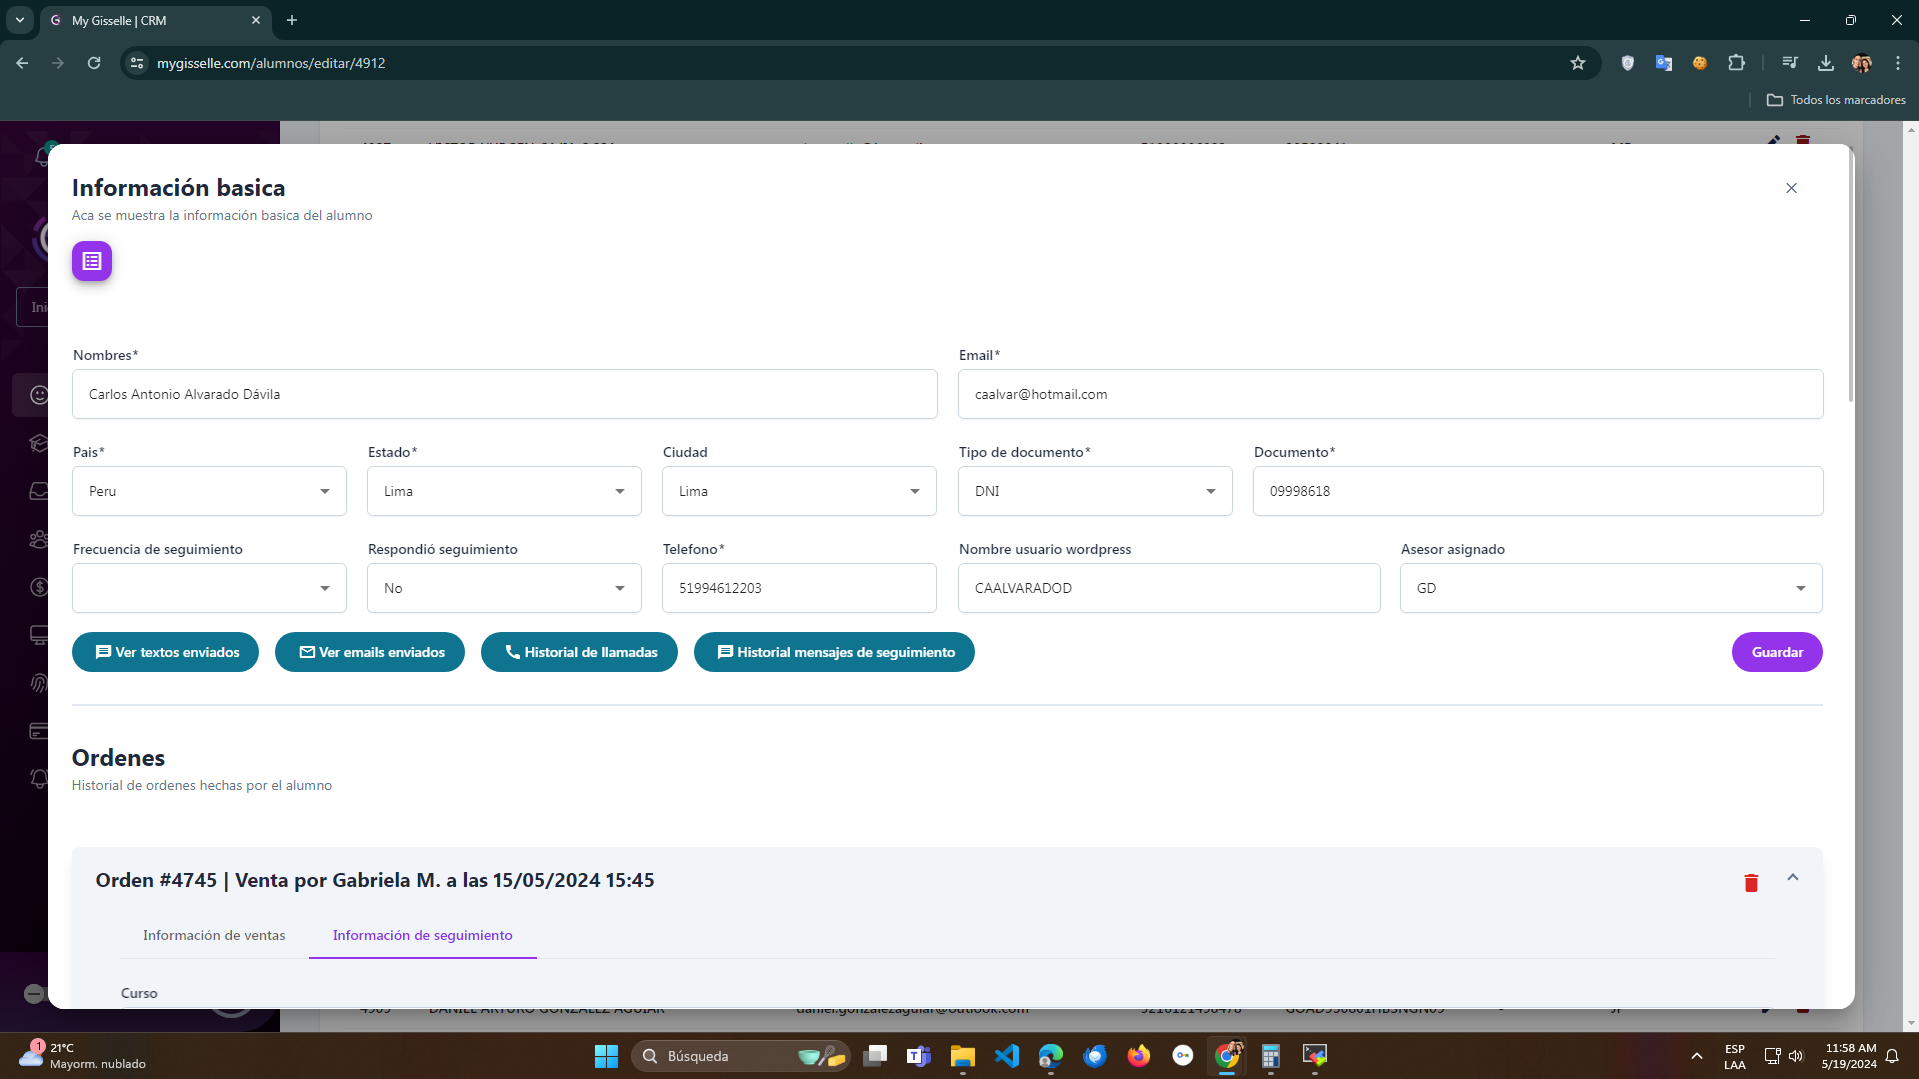 My Gisselle | CRM
mygisselle.com/alumnos/editar/4912
Todos los marcadores
Información basica
Aca se muestra la información basica del alumno
Nombres*
Email*
Carlos Antonio Alvarado Dávila
caalvar@hotmail.com
Pais*
Estado*
Ciudad
Tipo de documento*
Documento*
Peru
Lima
Lima
DNI
09998618
Frecuencia de seguimiento
Respondió seguimiento
Telefono*
Nombre usuario wordpress
Asesor asignado
No
51994612203
CAALVARADOD
GD
Ver textos enviados
Ver emails enviados
Historial de llamadas
Historial mensajes de seguimiento
Guardar
Ordenes
Historial de ordenes hechas por el alumno
Orden #4745 | Venta por Gabriela M. a las 15/05/2024 15:45
Información de ventas
Información de seguimiento
Curso
1
21°C
Mayorm. nublado
Búsqueda
ESP
LAA
11:58 AM
5/19/2024